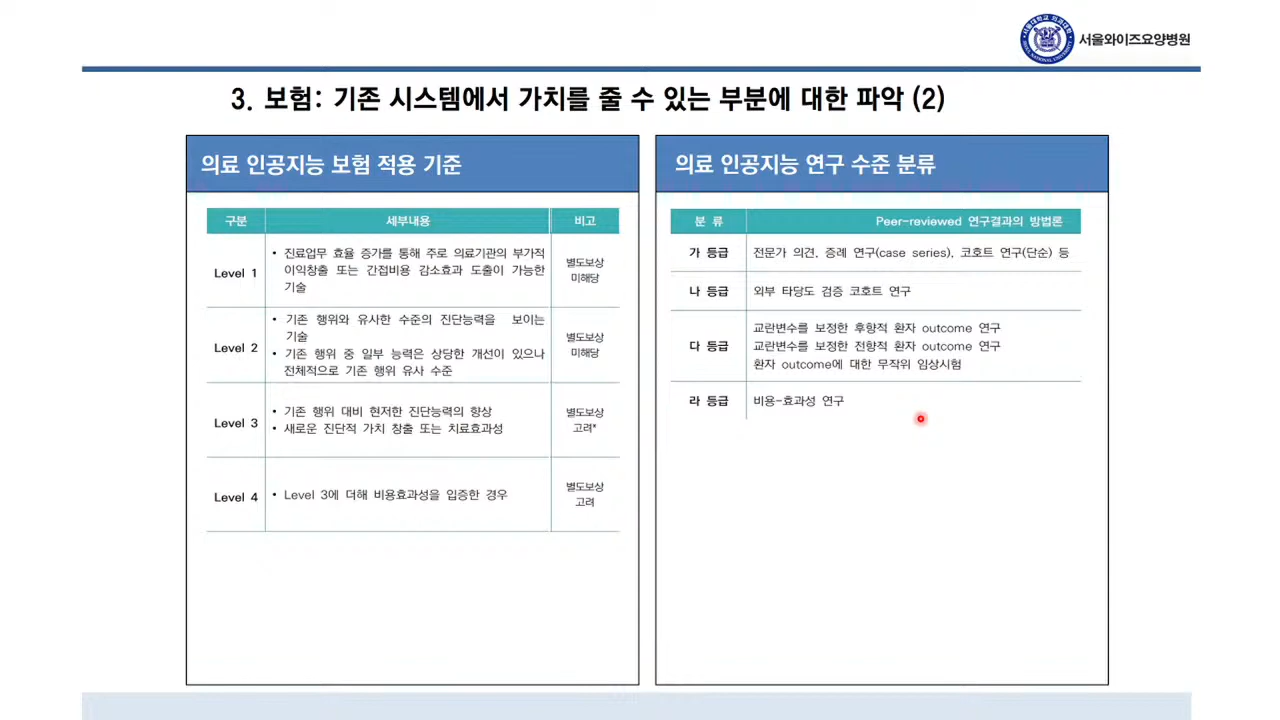 서울와이즈요양병원
3. 보험: 기존 시스템에서 가치를 줄 수 있는 부분에 대한 파악 (2)
의료 인공지능 보험 적용 기준
구분 세부내용 비고
Level 1
• 진료업무 효율 증가를 통해 주로 의료기관의 부가적
이익창출 또는 간접비용 감소효과 도출이 가능한
기술
별도보상
미해당
Level 2
• 기존 행위와 유사한 수준의 진단능력을 보이는
기술
• 기존 행위 중 일부 능력은 상당한 개선이 있으나
전체적으로 기존 행위 유사 수준
별도보상
미해당
Level 3
• 기존 행위 대비 현저한 진단능력의 향상
• 새로운 진단적 가치 창출 또는 치료효과성
별도보상
고려*
Level 4
• Level 3에 더해 비용효과성을 입증한 경우
별도보상
고려
의료 인공지능 연구 수준 분류
분 류 Peer-reviewed 연구결과의 방법론
가 등급 전문가 의견, 증례 연구(case series), 코호트 연구(단순) 등
나 등급 외부 타당도 검증 코호트 연구
다 등급
교란변수를 보정한 후향적 환자 outcome 연구
교란변수를 보정한 전향적 환자 outcome 연구
환자 outcome에 대한 무작위 임상시험
라 등급 비용-효과성 연구